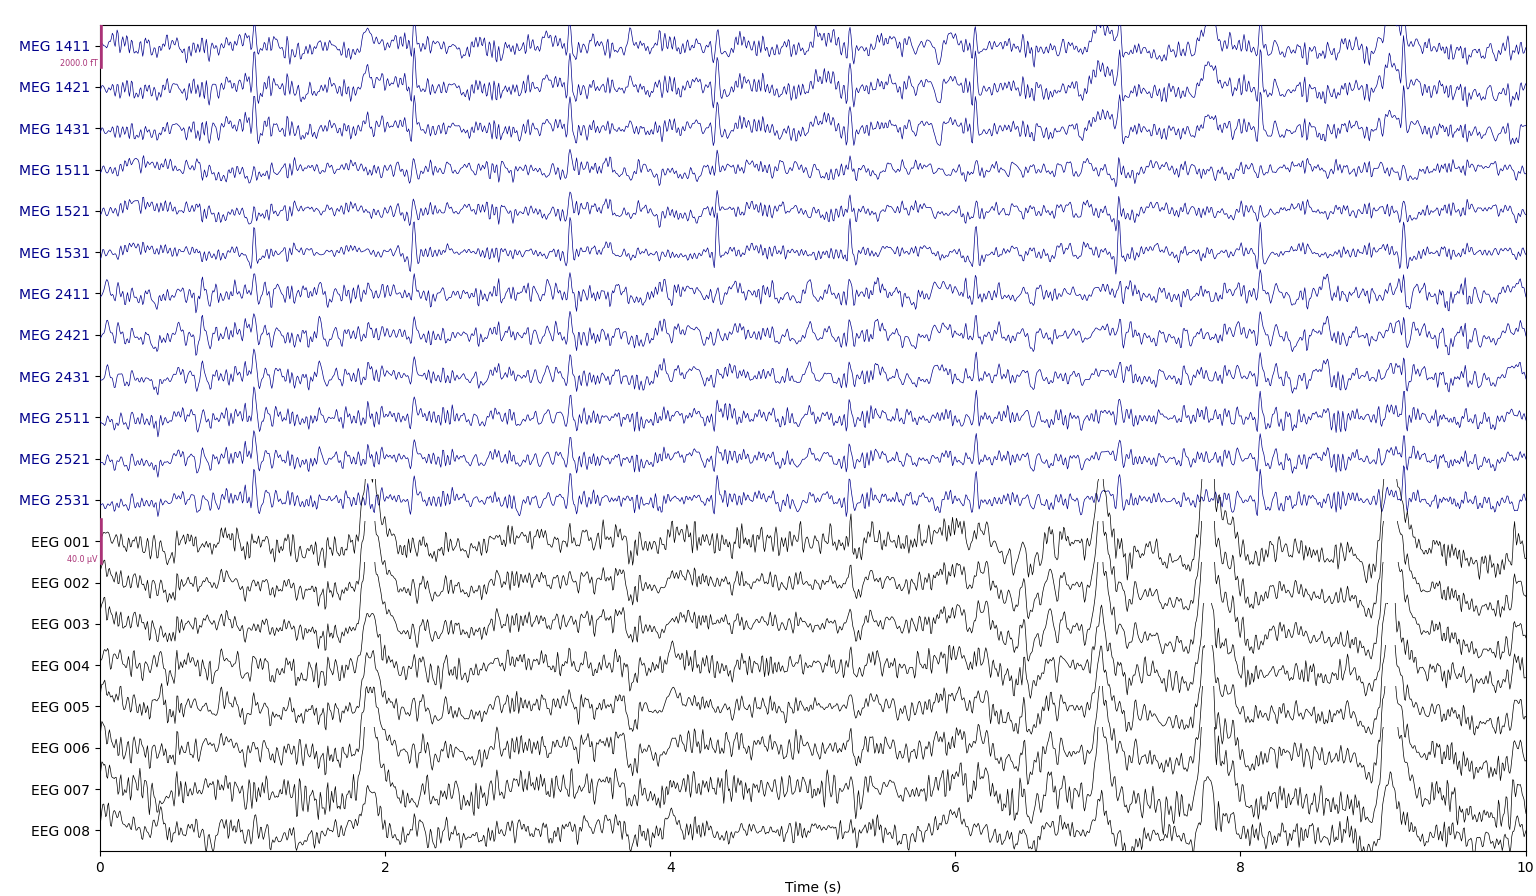 MEG 1411
2000.0 fT
MEG 1421
MEG 1431
MEG 1511
MEG 1521
MEG 1531
MEG 2411
MEG 2421
MEG 2431
MEG 2511
MEG 2521
MEG 2531
EEG 001
40.0 µV
EEG 002
EEG 003
EEG 004
EEG 005
EEG 006
EEG 007
EEG 008
0 2 4 6 8 10
Time (s)